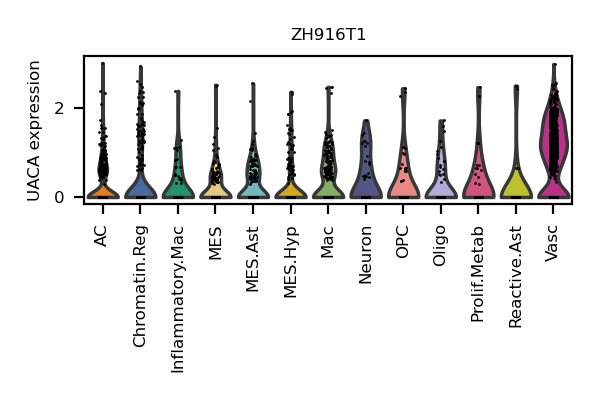 ZH916T1
UACA expression
2
0
AC
Chromatin.Reg
Inflammatory.Mac
MES
MES.Ast
MES.Hyp
Mac
Neuron
OPC
Oligo
Prolif.Metab
Reactive.Ast
Vasc